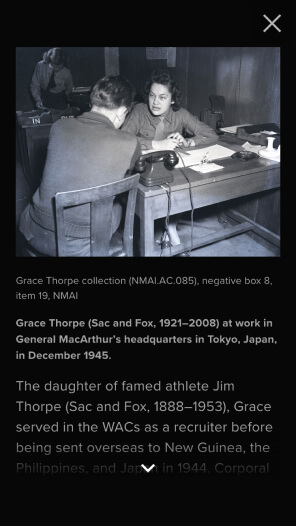 IN
Grace Thorpe collection (NMAI.AC.085), negative box 8,
item 19, NMAI
Grace Thorpe (Sac and Fox, 1921–2008) at work in
General MacArthur's headquarters in Tokyo, Japan,
in December 1945.
The daughter of famed athlete Jim
Thorpe (Sac and Fox, 1888–1953), Grace
served in the WACs as a recruiter before
being sent overseas to New Guinea, the
Philippines, and Japan in 1944. Corporal